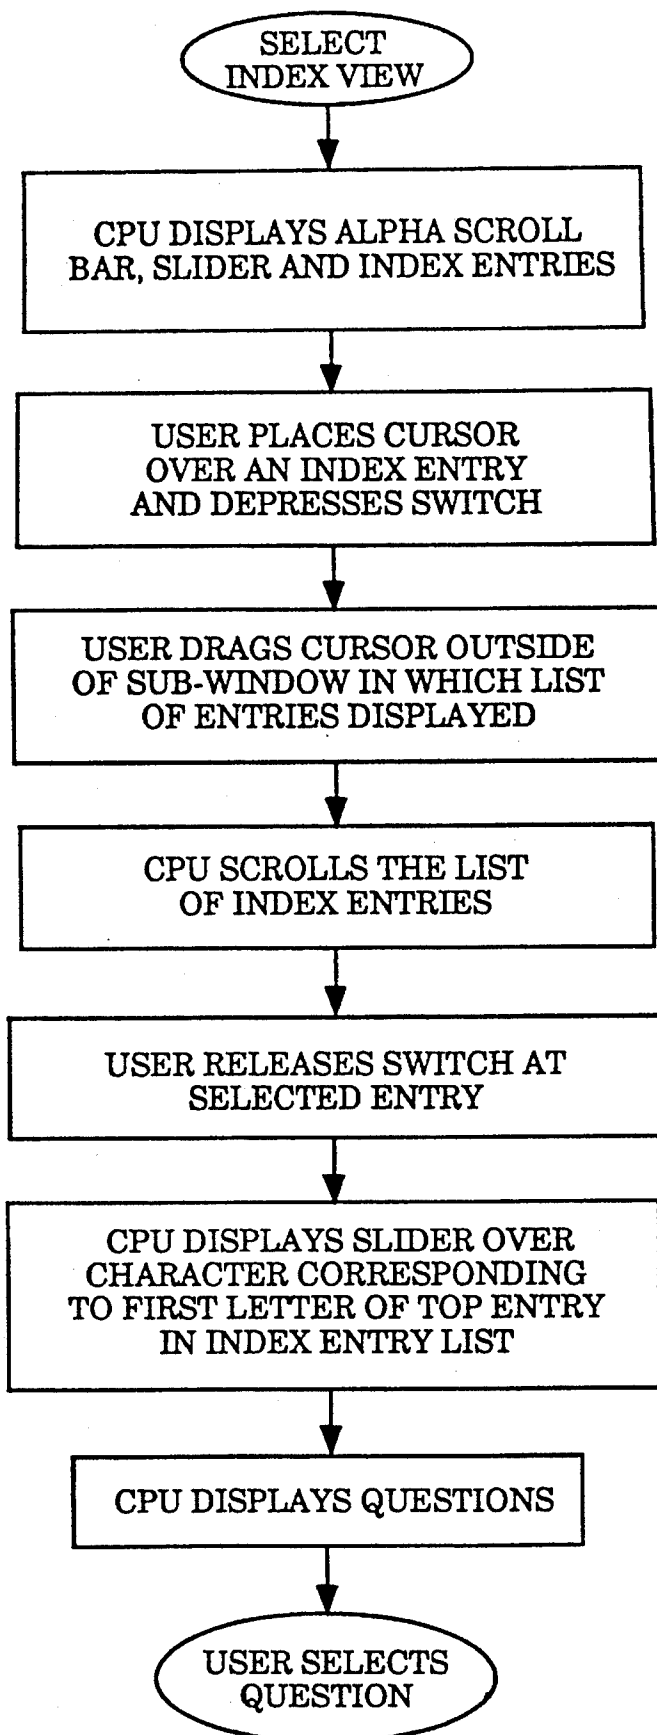 SELECT
INDEX VIEW
CPU DISPLAYS ALPHA SCROLL
BAR, SLIDER AND INDEX ENTRIES
USER PLACES CURSOR
OVER AN INDEX ENTRY
AND DEPRESSES SWITCH
USER DRAGS CURSOR OUTSIDE
OF SUB-WINDOW IN WHICH LIST
OF ENTRIES DISPLAYED
CPU SCROLLS THE LIST
OF INDEX ENTRIES
USER RELEASES SWITCH AT
SELECTED ENTRY
CPU DISPLAYS SLIDER OVER
CHARACTER CORRESPONDING
TO FIRST LETTER OF TOP ENTRY
IN INDEX ENTRY LIST
CPU DISPLAYS QUESTIONS
USER SELECTS
QUESTION